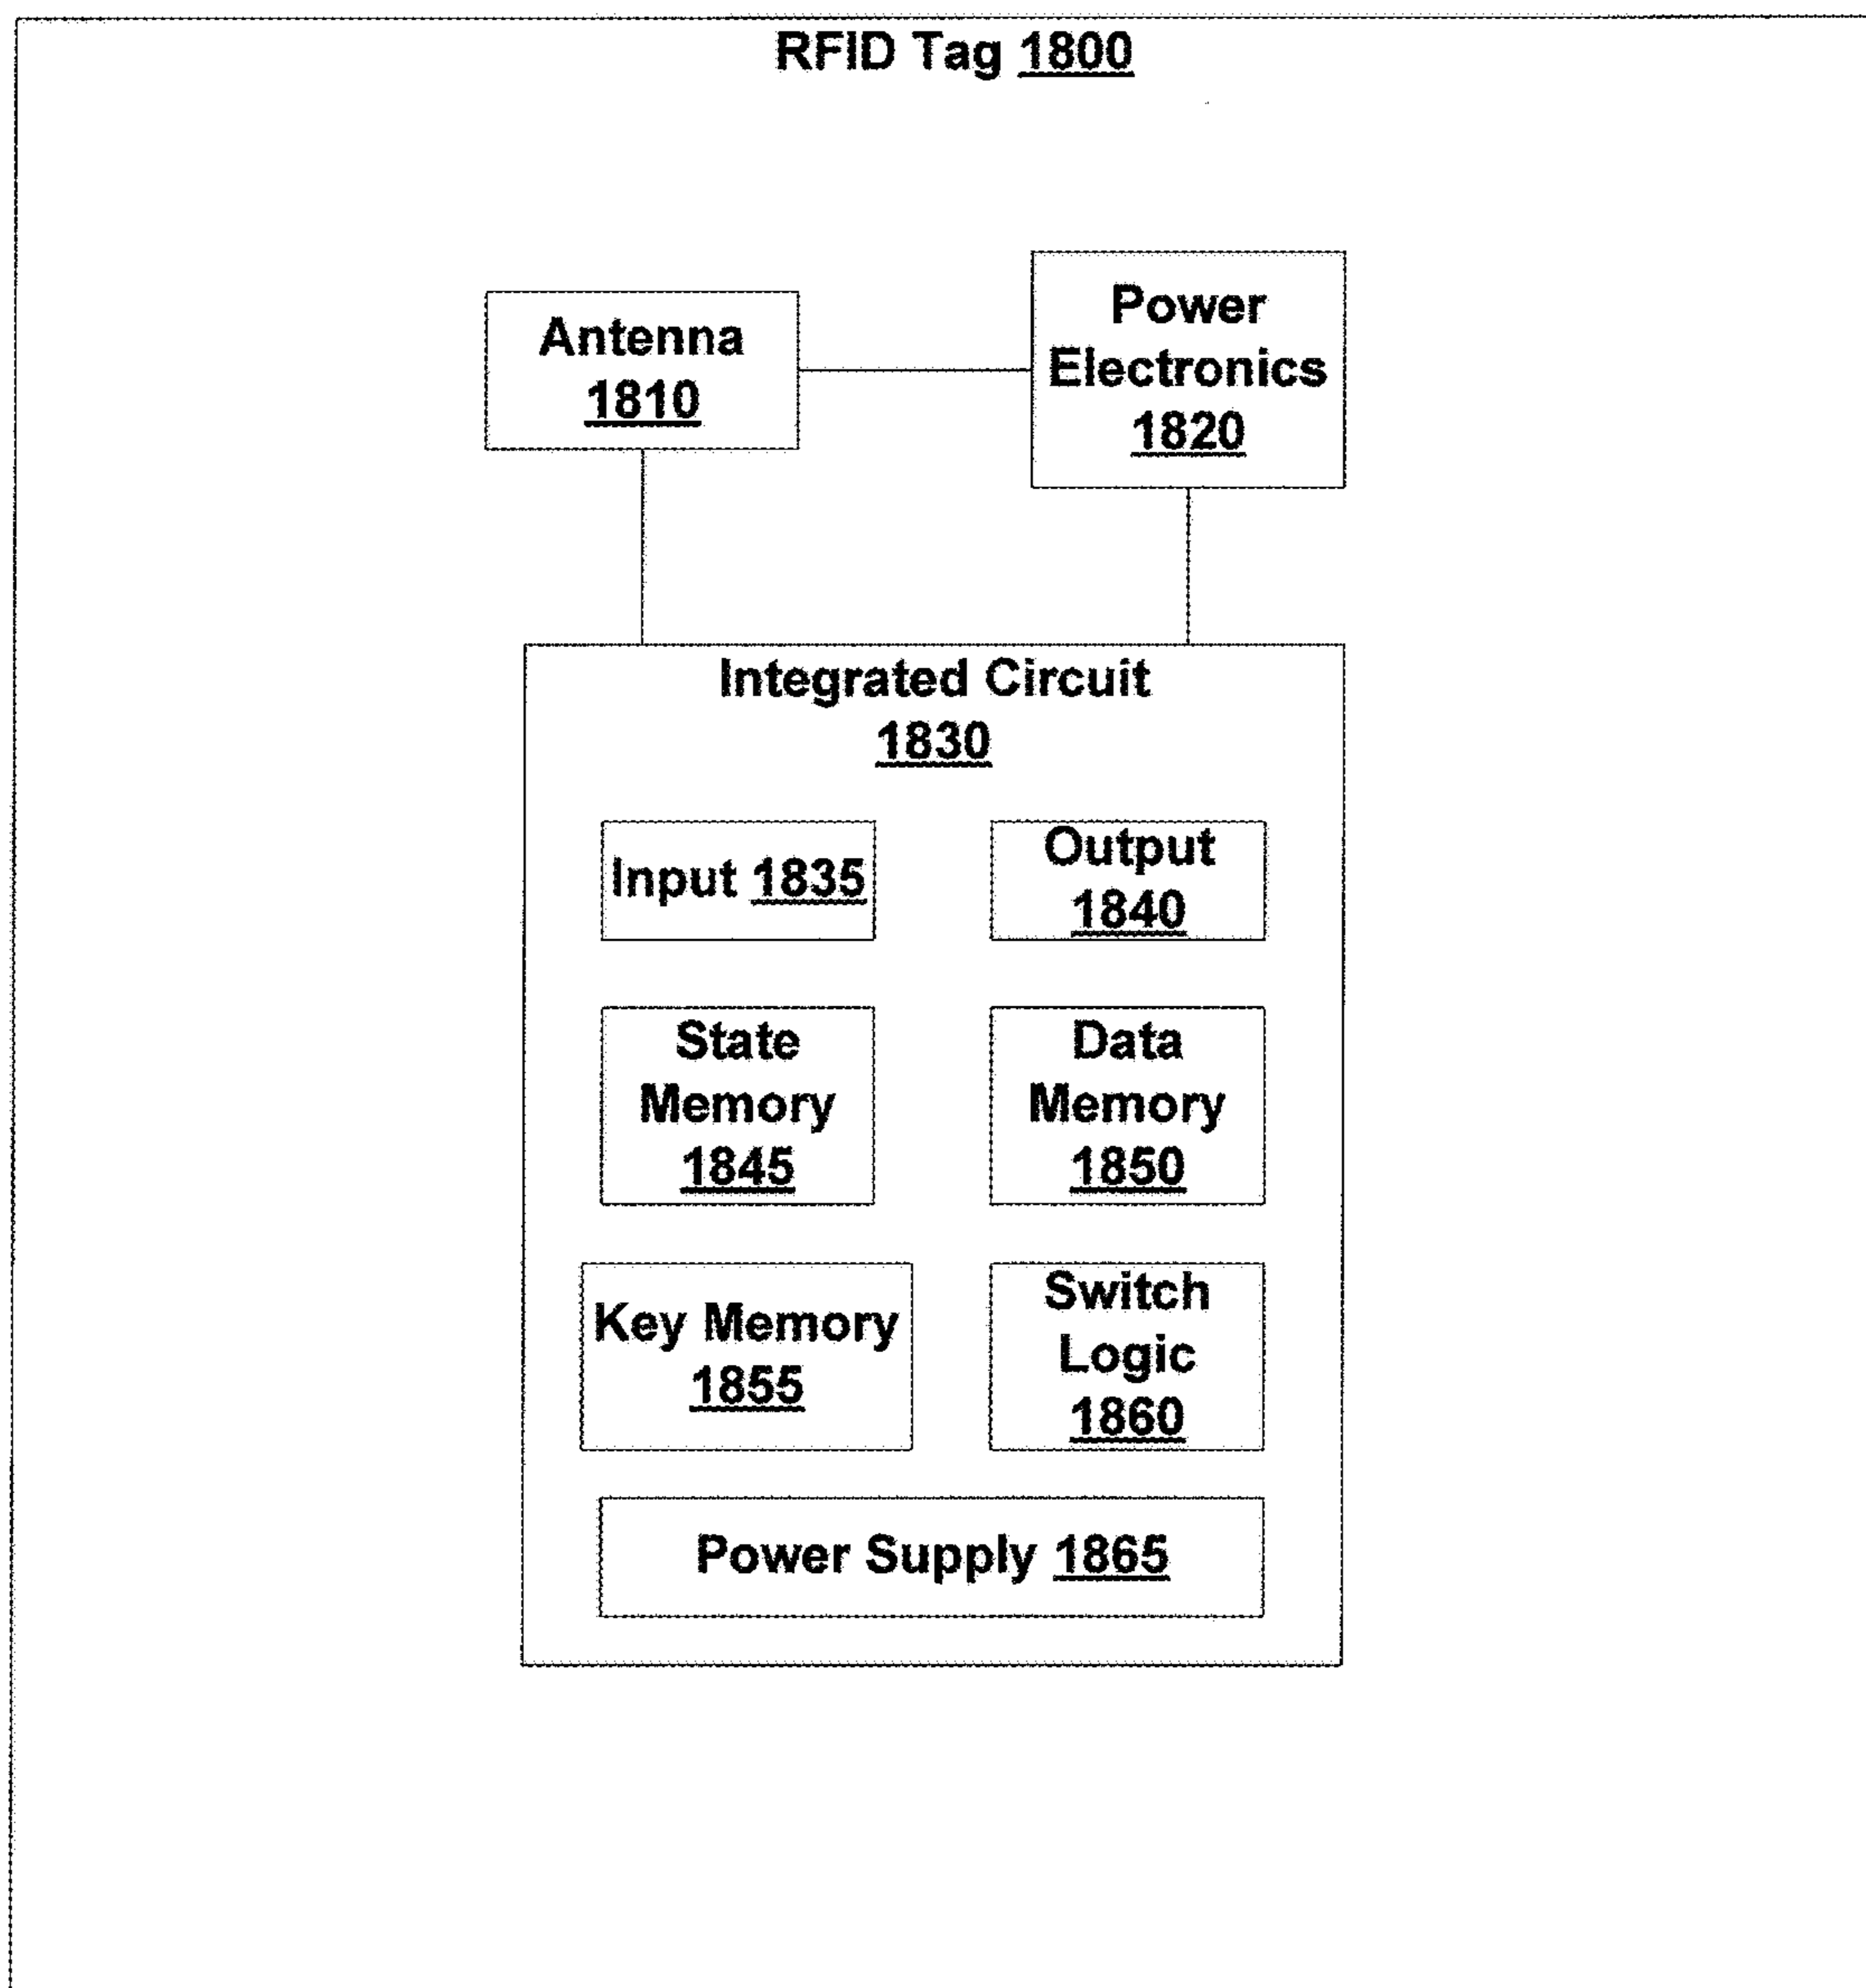 RFID Tag 1800
Antenna
1810
Power
Electronics
1820
Integrated Circuit
1830
Input 1835
Output
1840
State
Memory
1845
Data
Memory
1850
Key Memory
1855
Switch
Logic
1860
Power Supply 1865